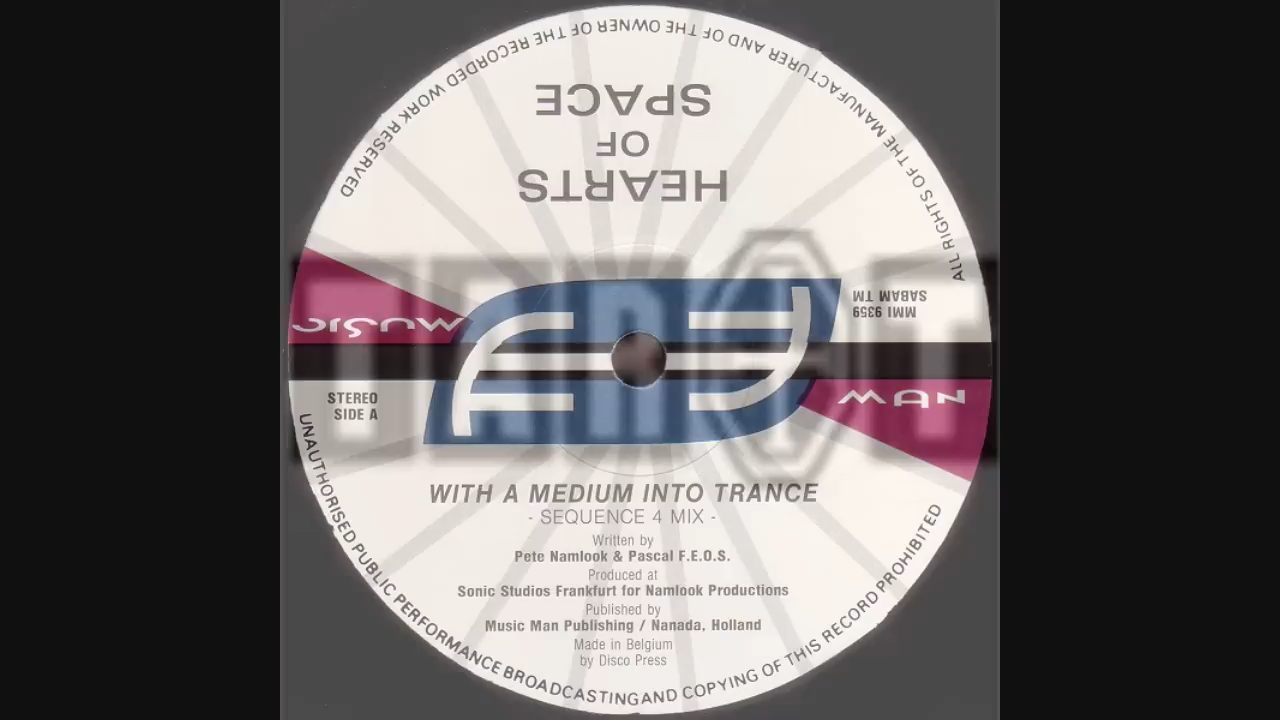 ALL RIGHTS OF THE MANUFACTURER AND OF THE OWNER OF THE RECORDED WORK RESERVED
HEARTS
OF
SPACE
MMI 9359
SABAM TM
MUSIC
MAN
STEREO
SIDE A
WITH A MEDIUM INTO TRANCE
- SEQUENCE 4 MIX -
Written by
Pete Namlook & Pascal F.E.O.S.
Produced at
Sonic Studios Frankfurt for Namlook Productions
Published by
Music Man Publishing / Nanada, Holland
Made in Belgium
by Disco Press
UNAUTHORISED PUBLIC PERFORMANCE BROADCASTING AND COPYING OF THIS RECORD PROHIBITED